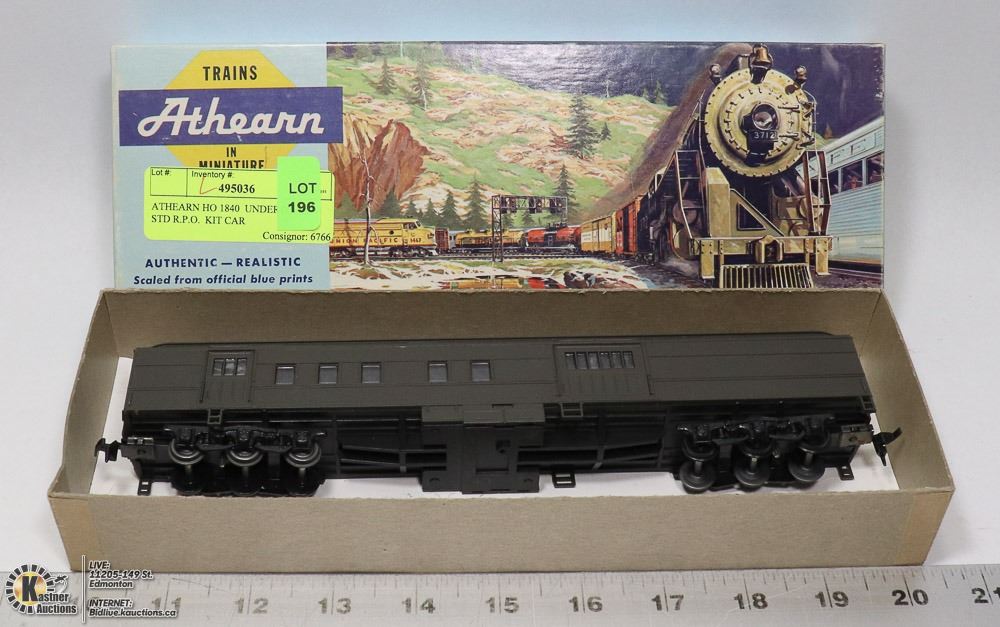 TRAINS
Athearn
IN
MINIATURE
Lot #:
Inventory #:
495036
LOT
196
ATHEARN HO 1840 UNDER
STD R.P.O. KIT CAR
Consignor: 6766
AUTHENTIC — REALISTIC
Scaled from official blue prints
UNION PACIFIC
1467
3712
LIVE:
11205-149 St.
Edmonton
INTERNET:
Bidlive.kauctions.ca
Kastner
Auctions
11 12 13 14 15 16 17 18 19 20 21